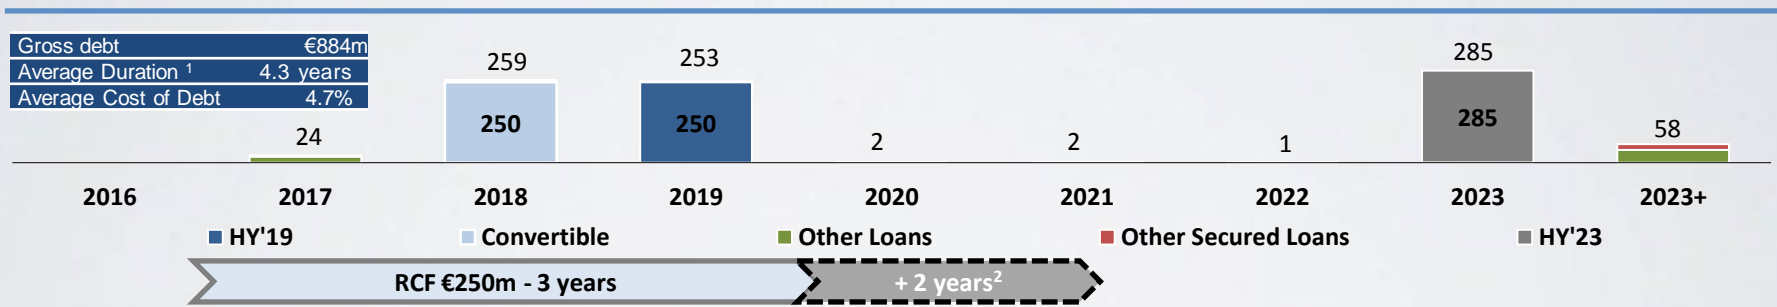 Gross debt €884m
Average Duration 1 4.3 years
Average Cost of Debt 4.7%
24 259 253 2 2 1 285 58
250 250 285
2016 2017 2018 2019 2020 2021 2022 2023 2023+
HY'19 Convertible Other Loans Other Secured Loans HY'23
RCF €250m - 3 years + 2 years2